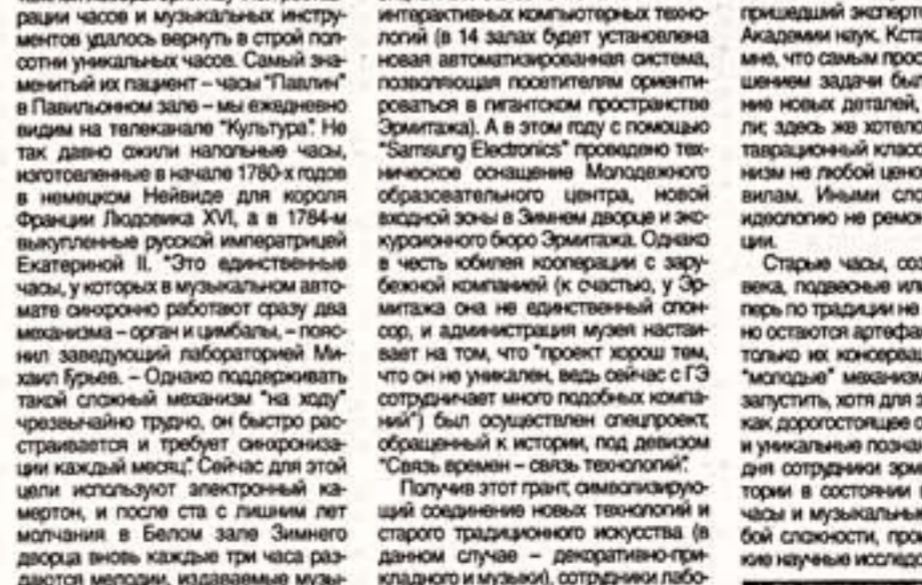 рации часов и музыкальных инстру-
ментов удалось вернуть в строй пол-
сотни уникальных часов. Самый зна-
менитый их пациент – часы "Павлин"
в Павильонном зале – мы ежедневно
видим на телеканале "Культура". Не
так давно ожили напольные часы,
изготовленные в начале 1780-х годов
в немецком Нейвиде для короля
Франции Людовика XVI, а в 1784-м
выкупленные русской императрицей
Екатериной II. "Это единственные
часы, у которых в музыкальном авто-
мате синхронно работают сразу два
механизма – орган и цимбалы, – пояс-
нил заведующий лабораторией Ми-
хаил Гурьев. – Однако поддерживать
такой сложный механизм "на ходу"
чрезвычайно трудно, он быстро рас-
страивается и требует синхрониза-
ции каждый месяц". Сейчас для этой
цели используют электронный ка-
мертон, и после ста с лишним лет
молчания в Белом зале Зимнего
дворца вновь каждые три часа раз-
даются мелодии, издаваемые музы-
интерактивных компьютерных техно-
логий (в 14 залах будет установлена
новая автоматизированная система,
позволяющая посетителям ориенти-
роваться в гигантском пространстве
Эрмитажа). А в этом году с помощью
"Samsung Electronics" проведено тех-
ническое оснащение Молодежного
образовательного центра, новой
входной зоны в Зимнем дворце и экс-
курсионного бюро Эрмитажа. Однако
в честь юбилея кооперации с зару-
бежной компанией (к счастью, у Эр-
митажа она не единственный спон-
сор, и администрация музея настаи-
вает на том, что "проект хорош тем,
что он не уникален, ведь сейчас с ГЭ
сотрудничает много подобных компа-
ний") был осуществлен спецпроект,
обращенный к истории, под девизом
"Связь времен – связь технологий".
Получив этот грант, символизирую-
щий соединение новых технологий и
старого традиционного искусства (в
данном случае – декоративно-при-
кладного и музыки), сотрудники лабо-
пришедший эксперт
Академии наук. Кста
мне, что самым прос
шением задачи бы
ние новых деталей,
ли; здесь же хотело
таврационный класс
низм не любой цено
вилам. Иными сло
идеологию не ремо
ции.
Старые часы, соз
века, подвесные или
перь по традиции не
но остаются артефа
только их консерва
"молодые" механизм
запустить, хотя для з
как дорогостоящее о
и уникальные позна
дня сотрудники эрм
тории в состоянии
часы и музыкальны
бой сложности, про
кие научные исслед